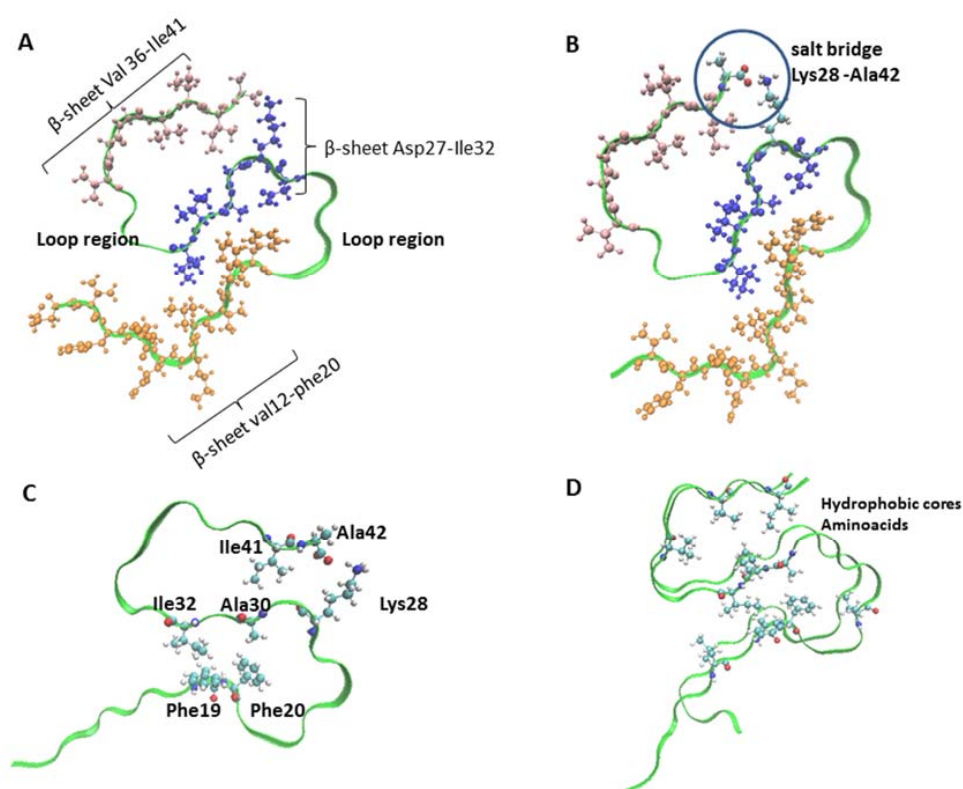 A
β-sheet Val 36-Ile41
β-sheet Asp27-Ile32
Loop region
Loop region
β-sheet val12-phe20
B
salt bridge
Lys28 -Ala42
C
Ile41
Ala42
Ile32
Ala30
Lys28
Phe19
Phe20
D
Hydrophobic cores
Aminoacids